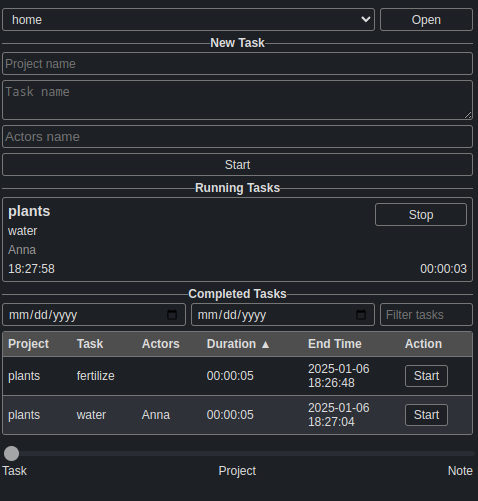 home Open
New Task
Project name
Task name
Actors name
Start
Running Tasks
plants Stop
water
Anna
18:27:58 00:00:03
Completed Tasks
mm/dd/yyyy mm/dd/yyyy Filter tasks
Project Task Actors Duration ▲ End Time Action
plants fertilize 00:00:05 2025-01-06 18:26:48 Start
plants water Anna 00:00:05 2025-01-06 18:27:04 Start
Task Project Note